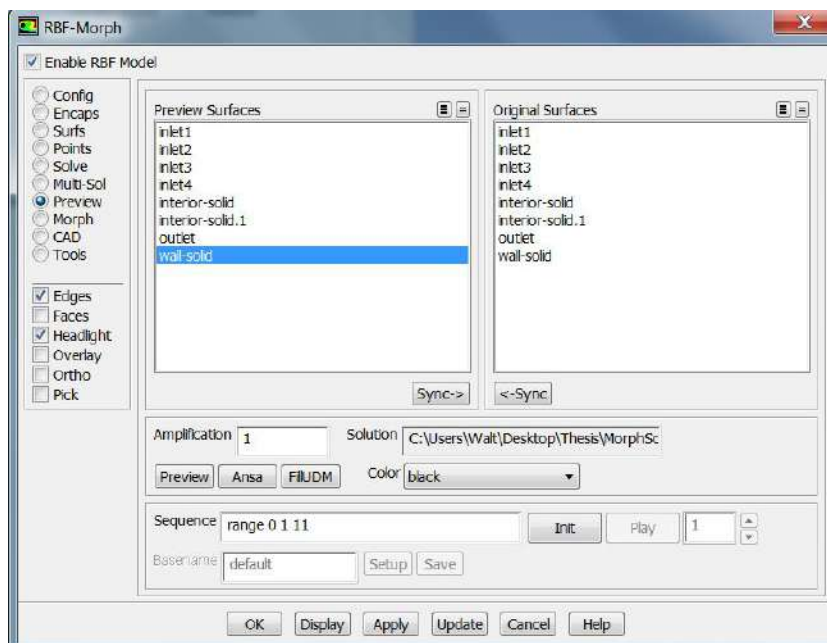 RBF-Morph
Enable RBF Model
Config
Encaps
Surfs
Points
Solve
Multi-Sol
Preview
Morph
CAD
Tools
Edges
Faces
Headlight
Overlay
Ortho
Pick
Preview Surfaces
inlet1
inlet2
inlet3
inlet4
interior-solid
interior-solid.1
outlet
wall-solid
Sync->
Original Surfaces
inlet1
inlet2
inlet3
inlet4
interior-solid
interior-solid.1
outlet
wall-solid
<-Sync
Amplification 1 Solution C:\Users\Walt\Desktop\Thesis\MorphSc
Preview Ansa FillUDM Color black
Sequence range 0 1 11 Init Play 1
Basename default Setup Save
OK Display Apply Update Cancel Help